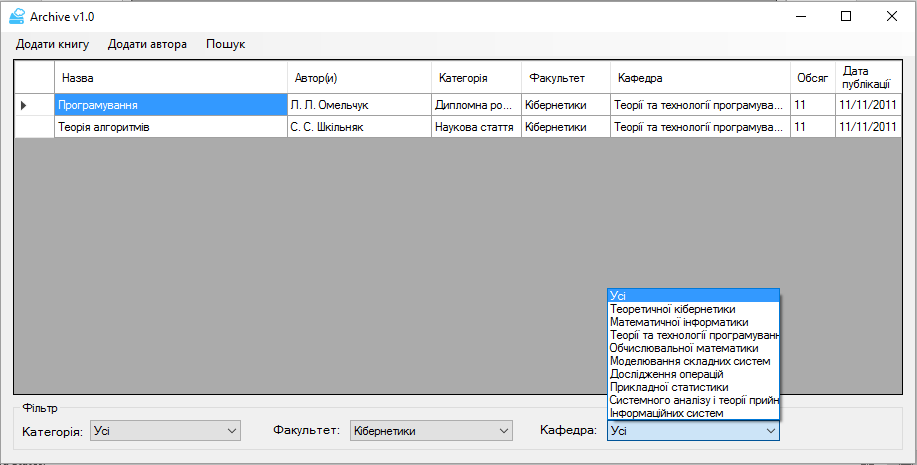 Archive v1.0
Додати книгу Додати автора Пошук
Назва Автор(и) Категорія Факультет Кафедра Обсяг Дата публікації
Програмування Л. Л. Омельчук Дипломна ро... Кібернетики Теорії та технології програмува... 11 11/11/2011
Теорія алгоритмів С. С. Шкільняк Наукова стаття Кібернетики Теорії та технології програмува... 11 11/11/2011
Усі
Теоретичної кібернетики
Математичної інформатики
Теорії та технології програмуванн
Обчислювальної математики
Моделювання складних систем
Дослідження операцій
Прикладної статистики
Системного аналізу і теорії прийн
Інформаційних систем
Фільтр
Категорія: Усі Факультет: Кібернетики Кафедра: Усі